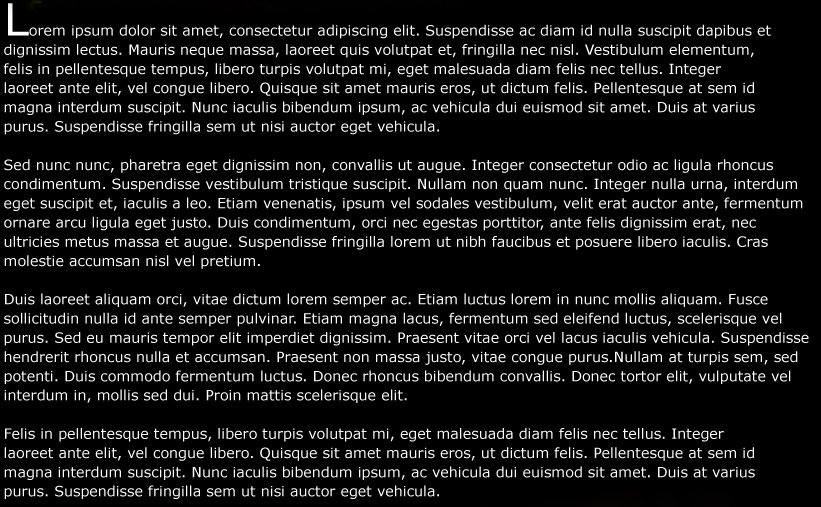 Lorem ipsum dolor sit amet, consectetur adipiscing elit. Suspendisse ac diam id nulla suscipit dapibus et
dignissim lectus. Mauris neque massa, laoreet quis volutpat et, fringilla nec nisl. Vestibulum elementum,
felis in pellentesque tempus, libero turpis volutpat mi, eget malesuada diam felis nec tellus. Integer
laoreet ante elit, vel congue libero. Quisque sit amet mauris eros, ut dictum felis. Pellentesque at sem id
magna interdum suscipit. Nunc iaculis bibendum ipsum, ac vehicula dui euismod sit amet. Duis at varius
purus. Suspendisse fringilla sem ut nisi auctor eget vehicula.

Sed nunc nunc, pharetra eget dignissim non, convallis ut augue. Integer consectetur odio ac ligula rhoncus
condimentum. Suspendisse vestibulum tristique suscipit. Nullam non quam nunc. Integer nulla urna, interdum
eget suscipit et, iaculis a leo. Etiam venenatis, ipsum vel sodales vestibulum, velit erat auctor ante, fermentum
ornare arcu ligula eget justo. Duis condimentum, orci nec egestas porttitor, ante felis dignissim erat, nec
ultricies metus massa et augue. Suspendisse fringilla lorem ut nibh faucibus et posuere libero iaculis. Cras
molestie accumsan nisl vel pretium.

Duis laoreet aliquam orci, vitae dictum lorem semper ac. Etiam luctus lorem in nunc mollis aliquam. Fusce
sollicitudin nulla id ante semper pulvinar. Etiam magna lacus, fermentum sed eleifend luctus, scelerisque vel
purus. Sed eu mauris tempor elit imperdiet dignissim. Praesent vitae orci vel lacus iaculis vehicula. Suspendisse
hendrerit rhoncus nulla et accumsan. Praesent non massa justo, vitae congue purus.Nullam at turpis sem, sed
potenti. Duis commodo fermentum luctus. Donec rhoncus bibendum convallis. Donec tortor elit, vulputate vel
interdum in, mollis sed dui. Proin mattis scelerisque elit.

Felis in pellentesque tempus, libero turpis volutpat mi, eget malesuada diam felis nec tellus. Integer
laoreet ante elit, vel congue libero. Quisque sit amet mauris eros, ut dictum felis. Pellentesque at sem id
magna interdum suscipit. Nunc iaculis bibendum ipsum, ac vehicula dui euismod sit amet. Duis at varius
purus. Suspendisse fringilla sem ut nisi auctor eget vehicula.